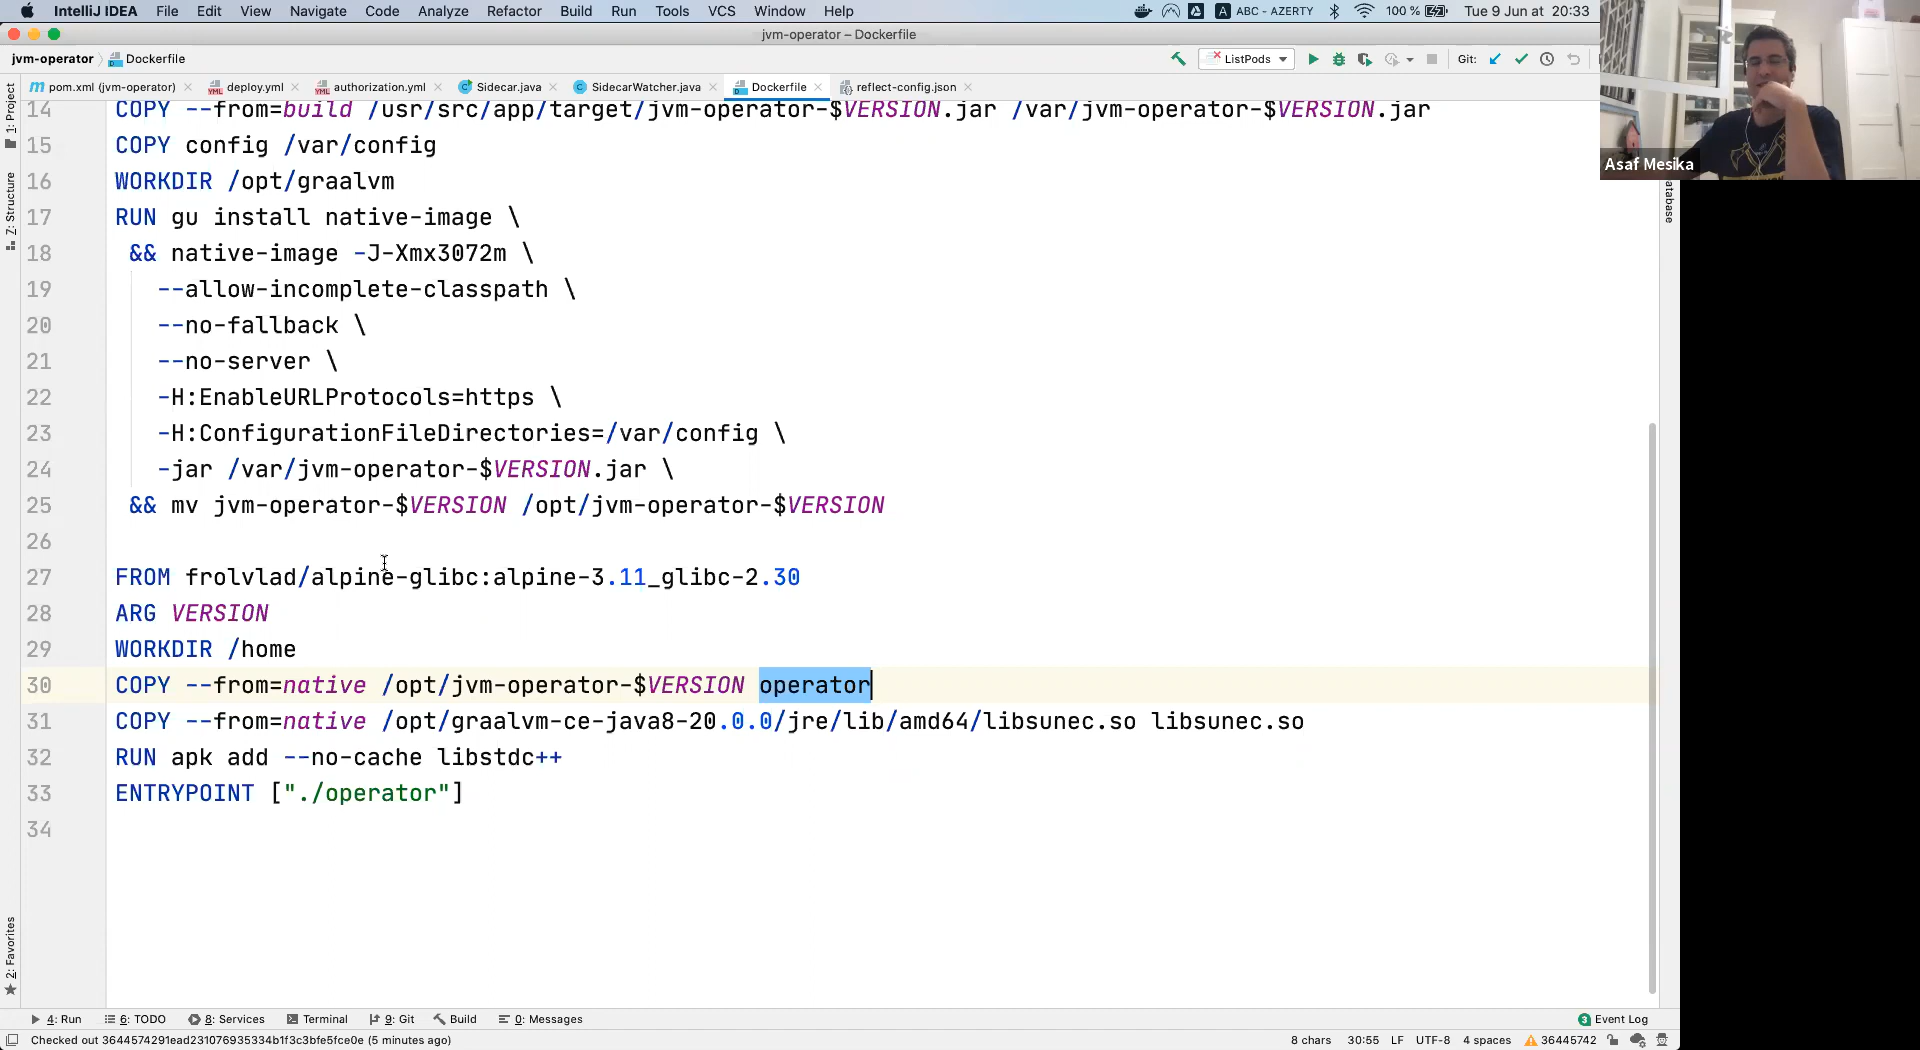 IntelliJ IDEA File Edit View Navigate Code Analyze Refactor Build Run Tools VCS Window Help A ABC - AZERTY 100 % Tue 9 Jun at 20:33
jvm-operator – Dockerfile
jvm-operator Dockerfile ListPods Git:
pom.xml (jvm-operator) deploy.yml authorization.yml Sidecar.java SidecarWatcher.java Dockerfile reflect-config.json
Asaf Mesika
1: Project
Z: Structure
2: Favorites
atabase
14 COPY --from=build /usr/src/app/target/jvm-operator-$VERSION.jar /var/jvm-operator-$VERSION.jar
15 COPY config /var/config
16 WORKDIR /opt/graalvm
17 RUN gu install native-image \
18 && native-image -J-Xmx3072m \
19 --allow-incomplete-classpath \
20 --no-fallback \
21 --no-server \
22 -H:EnableURLProtocols=https \
23 -H:ConfigurationFileDirectories=/var/config \
24 -jar /var/jvm-operator-$VERSION.jar \
25 && mv jvm-operator-$VERSION /opt/jvm-operator-$VERSION
26
27 FROM frolvlad/alpine-glibc:alpine-3.11_glibc-2.30
28 ARG VERSION
29 WORKDIR /home
30 COPY --from=native /opt/jvm-operator-$VERSION operator
31 COPY --from=native /opt/graalvm-ce-java8-20.0.0/jre/lib/amd64/libsunec.so libsunec.so
32 RUN apk add --no-cache libstdc++
33 ENTRYPOINT ["./operator"]
34
4: Run 6: TODO 8: Services Terminal 9: Git Build 0: Messages 3 Event Log
Checked out 3644574291ead231076935334b1f3c3bfe5fce0e (5 minutes ago) 8 chars 30:55 LF UTF-8 4 spaces 36445742